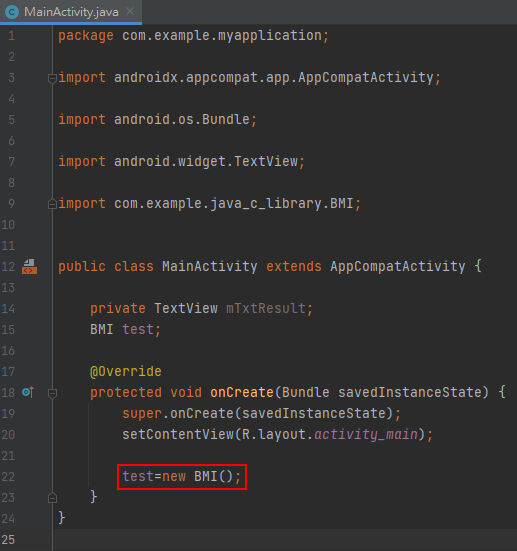 MainActivity.java
1 package com.example.myapplication;
2
3 import androidx.appcompat.app.AppCompatActivity;
4
5 import android.os.Bundle;
6
7 import android.widget.TextView;
8
9 import com.example.java_c_library.BMI;
10
11
12 public class MainActivity extends AppCompatActivity {
13
14     private TextView mTxtResult;
15     BMI test;
16
17     @Override
18     protected void onCreate(Bundle savedInstanceState) {
19         super.onCreate(savedInstanceState);
20         setContentView(R.layout.activity_main);
21
22         test=new BMI();
23     }
24 }
25